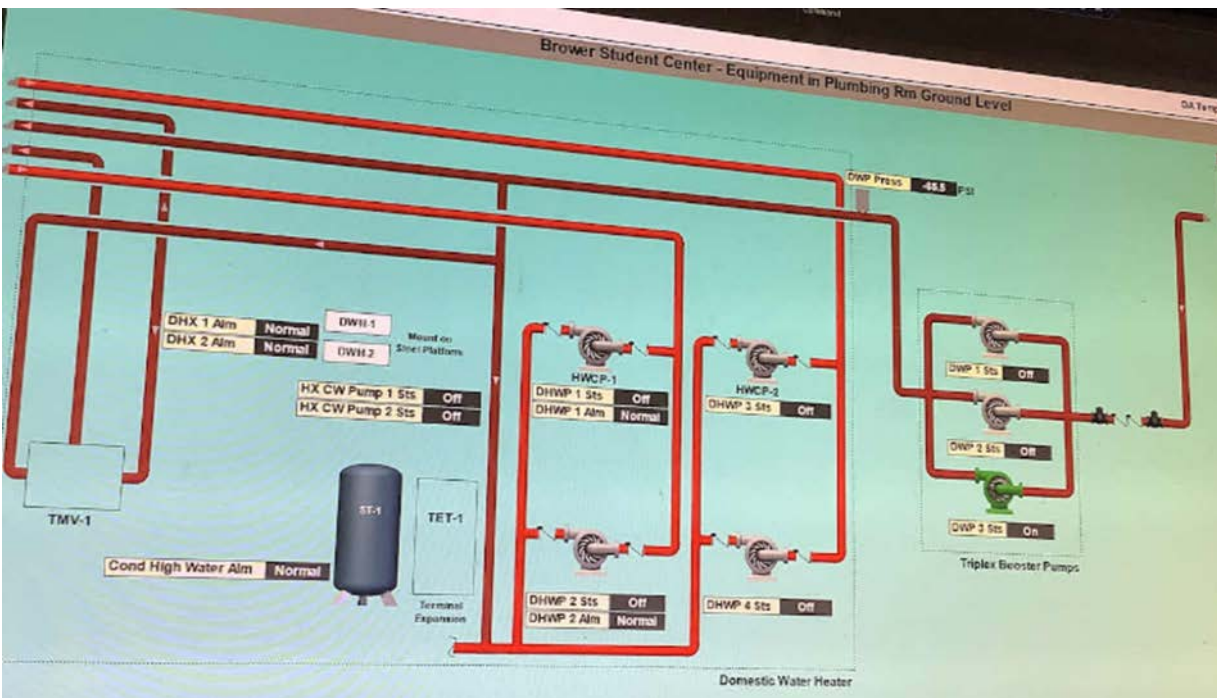 Brower Student Center - Equipment in Plumbing Rm Ground Level
OA Temp
DWP Press
PSI
DHX 1 Alm Normal
DHX 2 Alm Normal
DWH-1
DWH-2
Mount on
Steel Platform
HX CW Pump 1 Sts Off
HX CW Pump 2 Sts Off
HWCP-1
DHWP 1 Sts Off
DHWP 1 Alm Normal
HWCP-2
DHWP 3 Sts Off
DWP 1 Sts Off
DWP 2 Sts Off
DWP 3 Sts On
Triplex Booster Pumps
TMV-1
ST-1
TET-1
Cond High Water Alm Normal
Terminal
Expansion
DHWP 2 Sts Off
DHWP 2 Alm Normal
DHWP 4 Sts Off
Domestic Water Heater